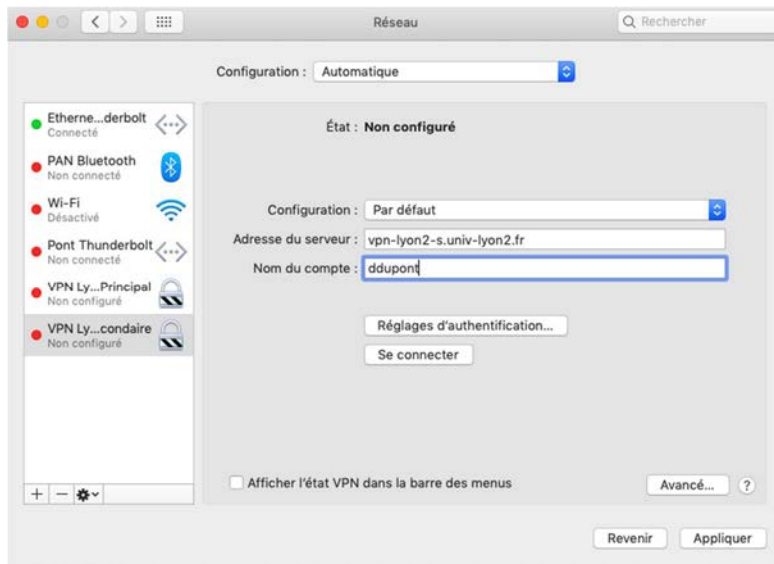 Réseau
Rechercher
Configuration : Automatique
Etherne...derbolt
Connecté
PAN Bluetooth
Non connecté
Wi-Fi
Désactivé
Pont Thunderbolt
Non connecté
VPN Ly...Principal
Non configuré
VPN Ly...condaire
Non configuré
État : Non configuré
Configuration : Par défaut
Adresse du serveur : vpn-lyon2-s.univ-lyon2.fr
Nom du compte : ddupont
Réglages d'authentification...
Se connecter
Afficher l'état VPN dans la barre des menus
Avancé... ?
Revenir Appliquer